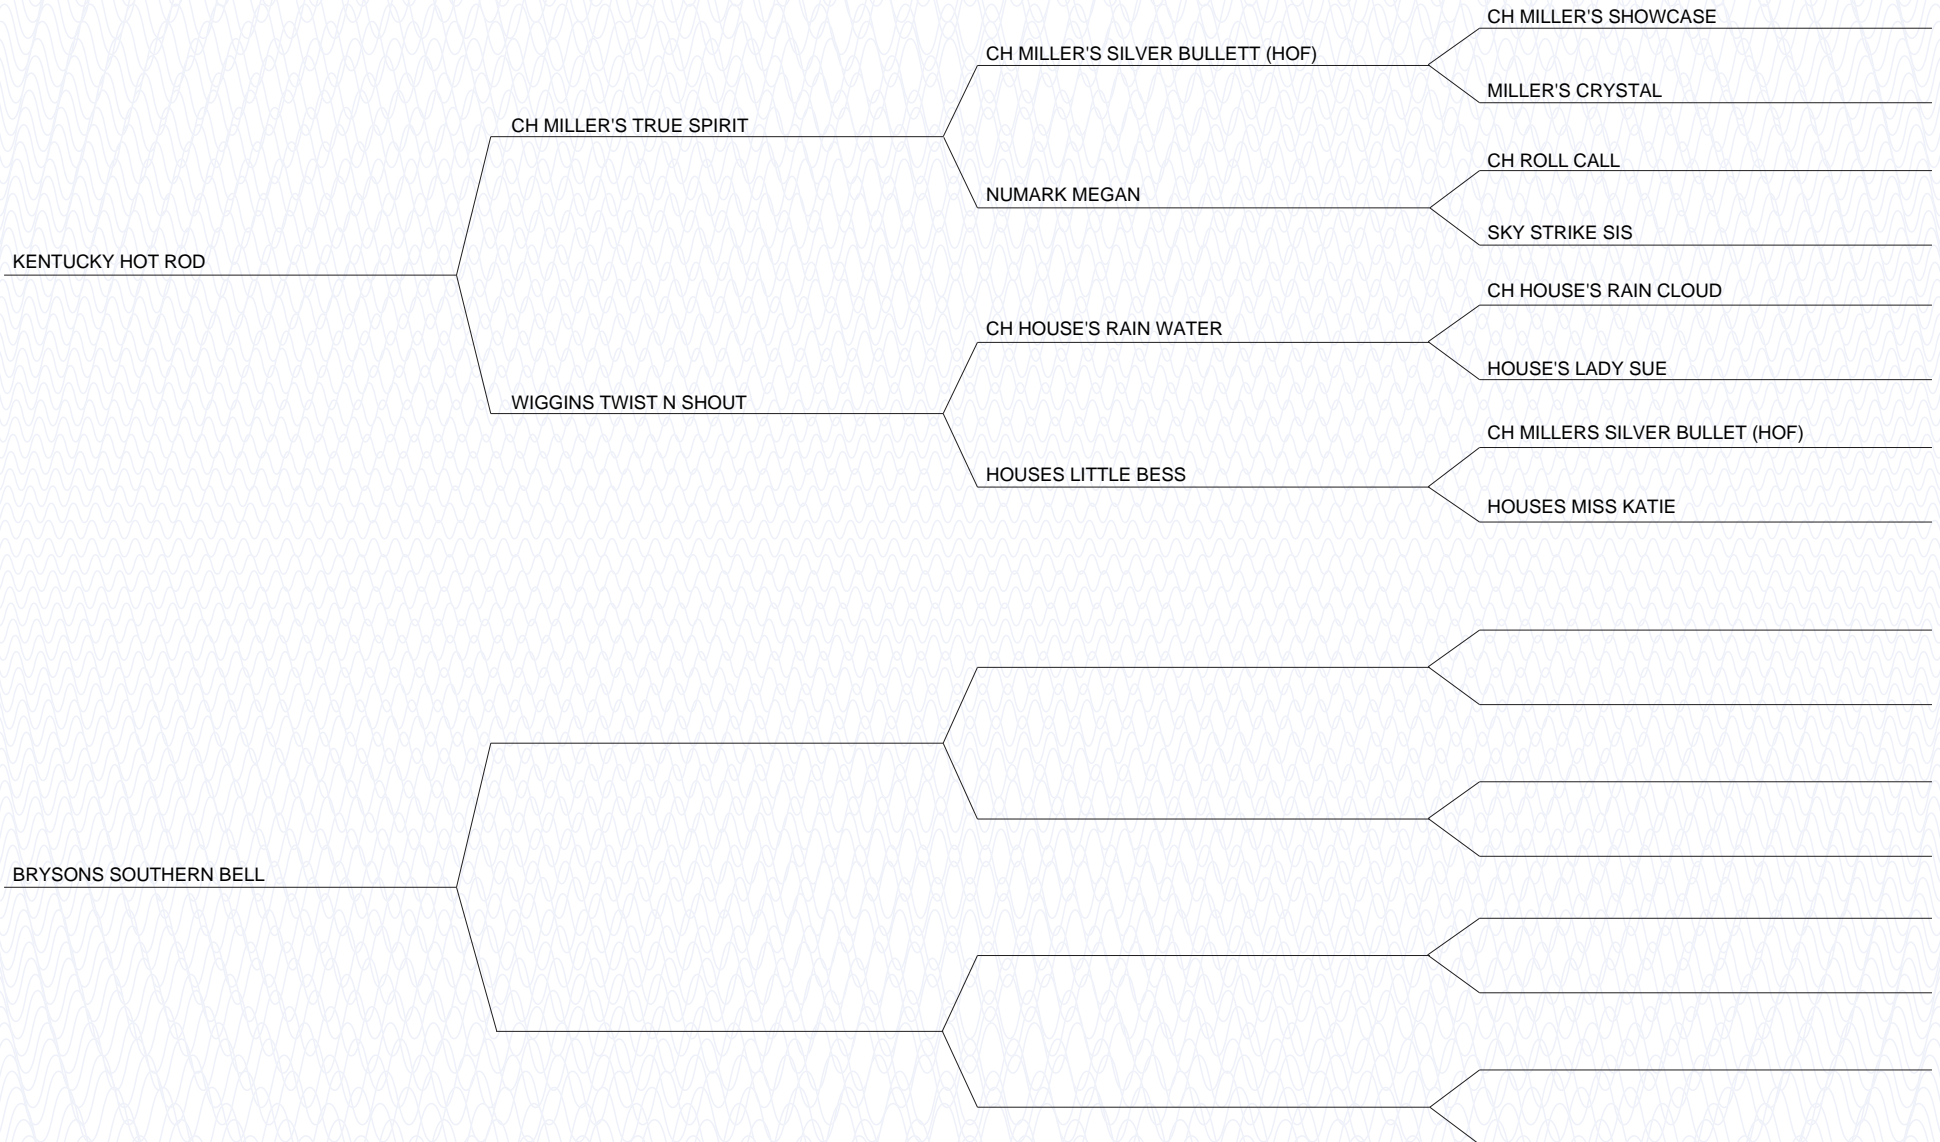 CH MILLER'S SHOWCASE
CH MILLER'S SILVER BULLETT (HOF)
MILLER'S CRYSTAL
CH MILLER'S TRUE SPIRIT
CH ROLL CALL
NUMARK MEGAN
SKY STRIKE SIS
KENTUCKY HOT ROD
CH HOUSE'S RAIN CLOUD
CH HOUSE'S RAIN WATER
HOUSE'S LADY SUE
WIGGINS TWIST N SHOUT
CH MILLERS SILVER BULLET (HOF)
HOUSES LITTLE BESS
HOUSES MISS KATIE
BRYSONS SOUTHERN BELL